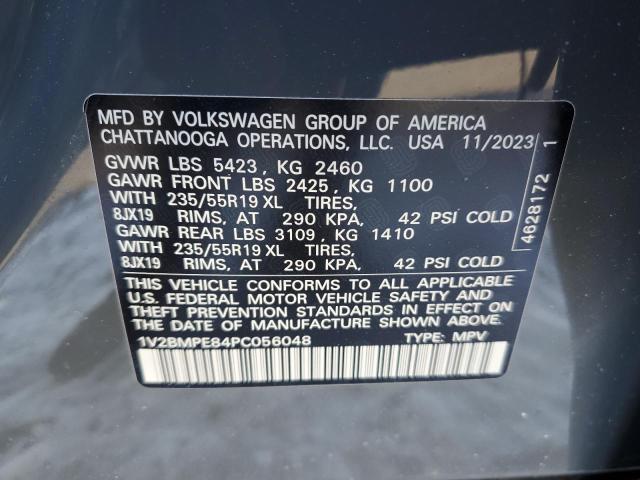 MFD BY VOLKSWAGEN GROUP OF AMERICA
CHATTANOOGA OPERATIONS, LLC. USA 11/2023
GVWR LBS 5423, KG 2460
GAWR FRONT LBS 2425, KG 1100
WITH 235/55R19 XL TIRES,
8JX19 RIMS, AT 290 KPA, 42 PSI COLD
GAWR REAR LBS 3109, KG 1410
WITH 235/55R19 XL TIRES,
8JX19 RIMS, AT 290 KPA, 42 PSI COLD
THIS VEHICLE CONFORMS TO ALL APPLICABLE
U.S. FEDERAL MOTOR VEHICLE SAFETY AND
THEFT PREVENTION STANDARDS IN EFFECT ON
THE DATE OF MANUFACTURE SHOWN ABOVE.
1V2BMPE84PC056048 TYPE: MPV
4628172 1